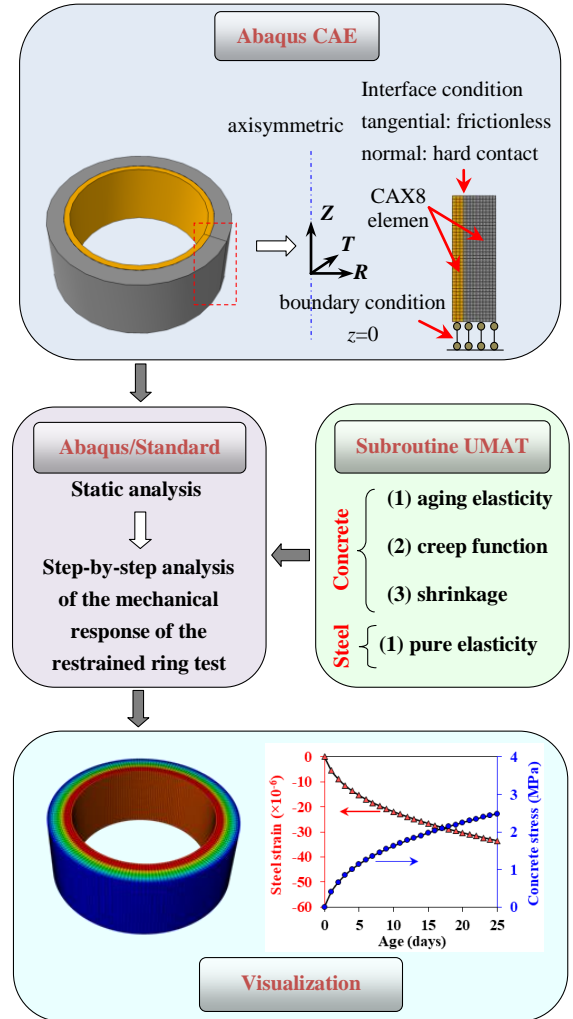 Abaqus CAE
Interface condition
tangential: frictionless
normal: hard contact
axisymmetric
CAX8
elemen
Z
T
R
boundary condition
z=0
Abaqus/Standard
Static analysis
Step-by-step analysis
of the mechanical
response of the
restrained ring test
Subroutine UMAT
Concrete
(1) aging elasticity
(2) creep function
(3) shrinkage
Steel
(1) pure elasticity
Steel strain (×10⁻⁶)
0
-10
-20
-30
-40
-50
-60
4
3
2
1
0
Concrete stress (MPa)
0 5 10 15 20 25
Age (days)
Visualization